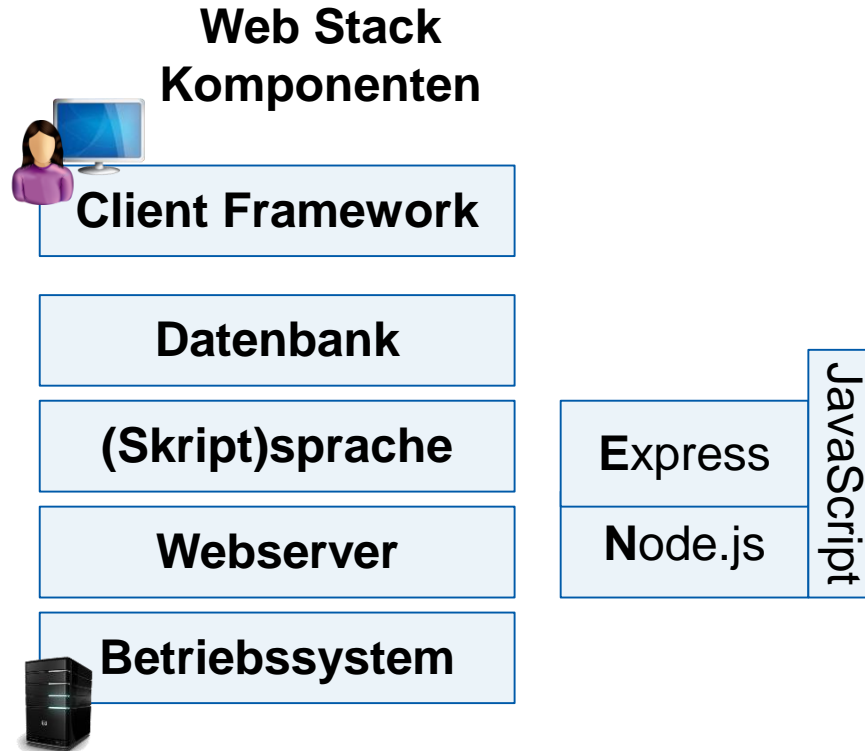 Web Stack
Komponenten
Client Framework
Datenbank
(Skript)sprache
Webserver
Betriebssystem
Express
Node.js
JavaScript